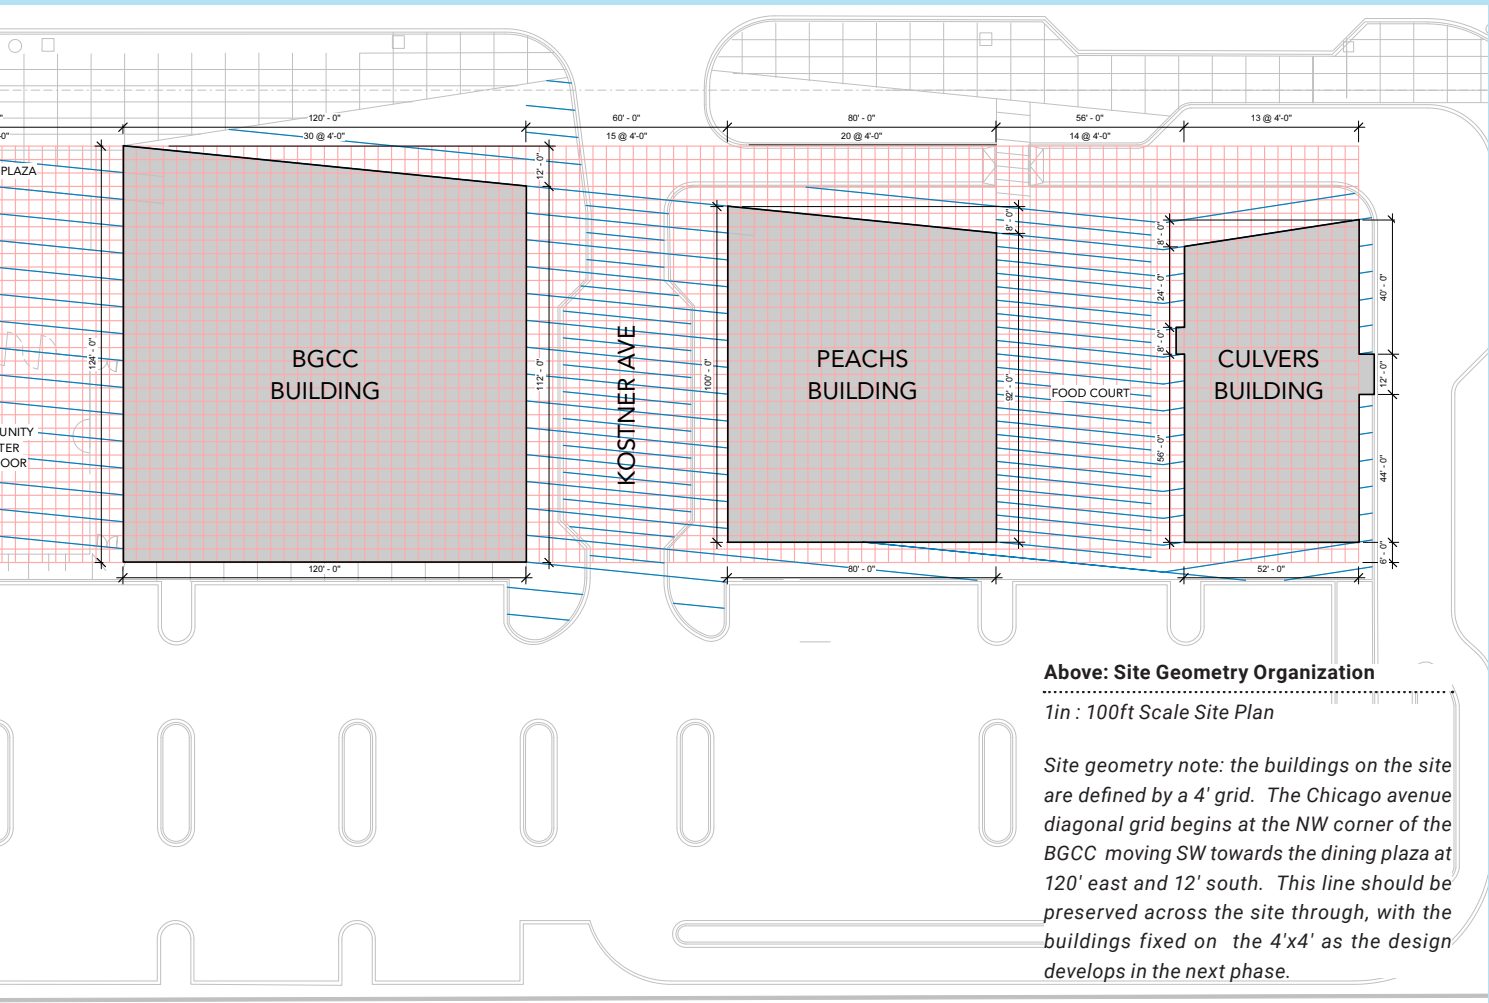 120' - 0"
60' - 0"
80' - 0"
56' - 0"
13 @ 4'-0"
30 @ 4'-0"
15 @ 4'-0"
20 @ 4'-0"
14 @ 4'-0"
PLAZA
12' - 0"
8' - 0"
8' - 0"
24' - 0"
40' - 0"
8' - 0"
124' - 0"
BGCC
BUILDING
112' - 0"
KOSTNER AVE
100' - 0"
PEACHS
BUILDING
92' - 0"
FOOD COURT
CULVERS
BUILDING
12' - 0"
UNITY
TER
OOR
56' - 0"
44' - 0"
6' - 0"
120' - 0"
80' - 0"
52' - 0"
Above: Site Geometry Organization
1in : 100ft Scale Site Plan
Site geometry note: the buildings on the site
are defined by a 4' grid. The Chicago avenue
diagonal grid begins at the NW corner of the
BGCC moving SW towards the dining plaza at
120' east and 12' south. This line should be
preserved across the site through, with the
buildings fixed on the 4'x4' as the design
develops in the next phase.